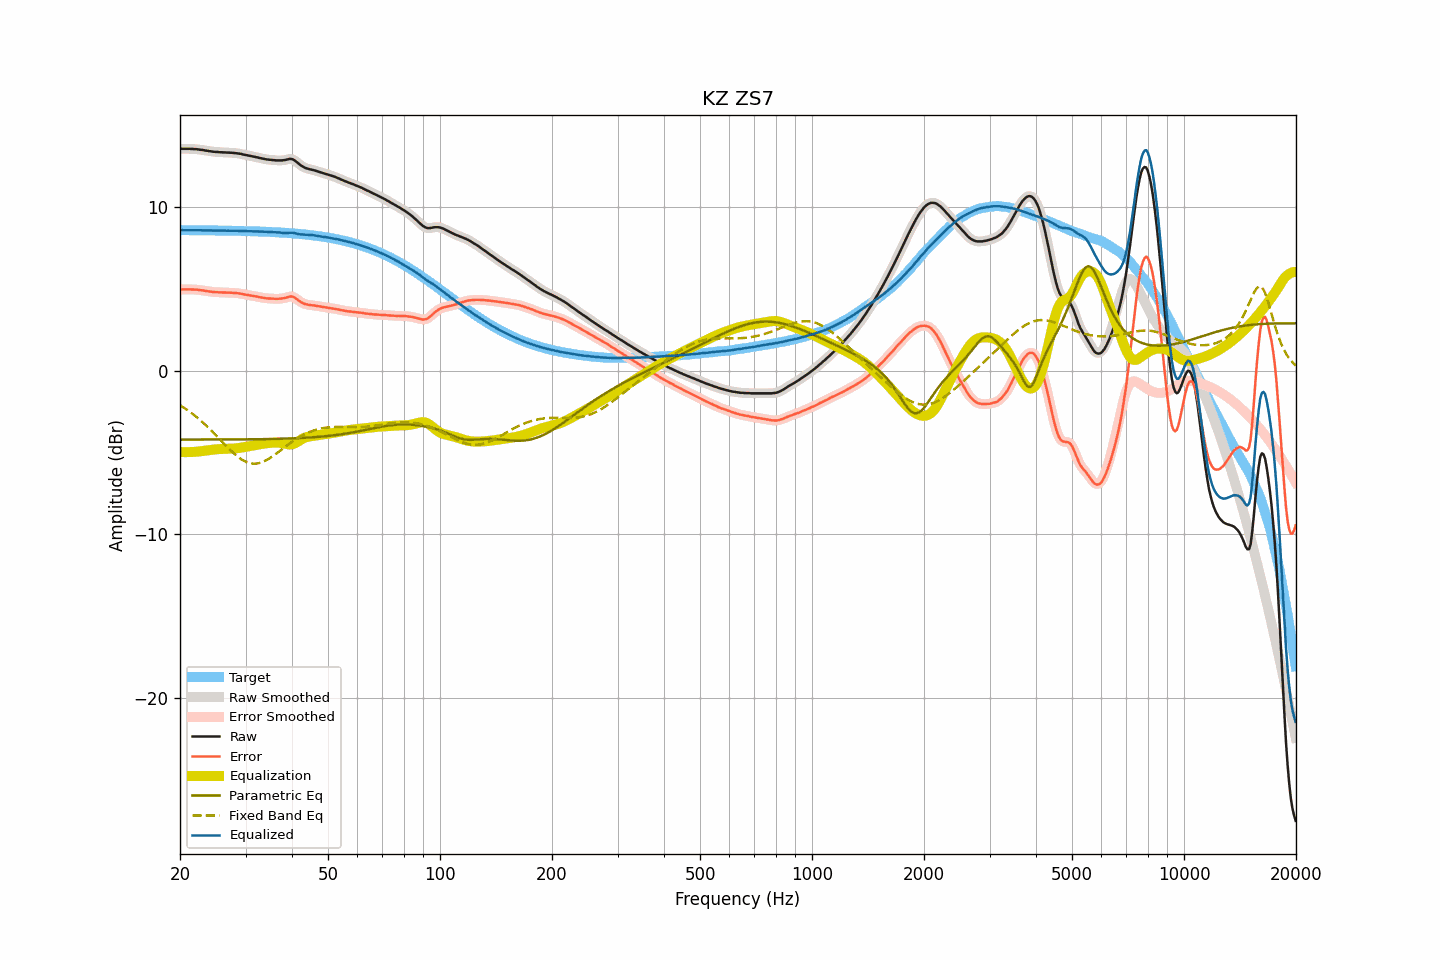 KZ ZS7
10
0
−10
−20
Amplitude (dBr)
Target
Raw Smoothed
Error Smoothed
Raw
Error
Equalization
Parametric Eq
Fixed Band Eq
Equalized
20 50 100 200 500 1000 2000 5000 10000 20000
Frequency (Hz)